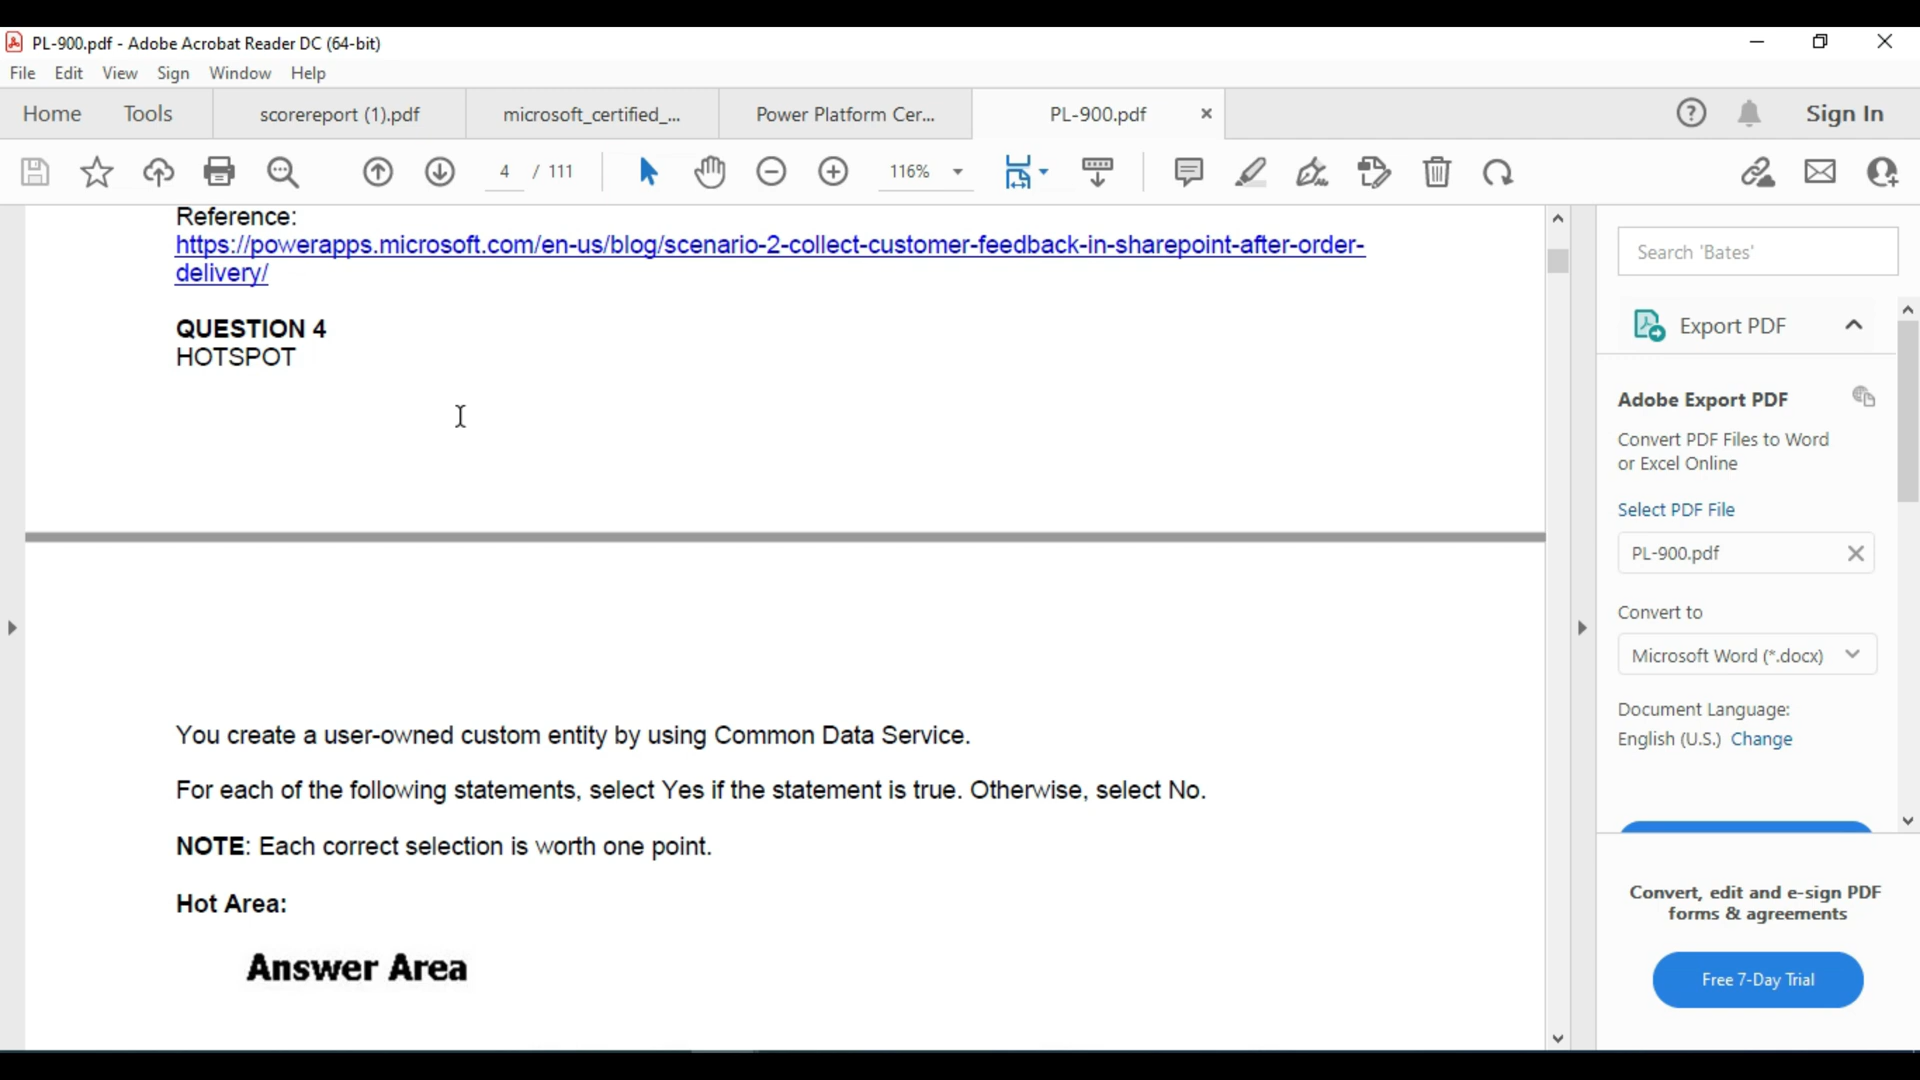 PL-900.pdf - Adobe Acrobat Reader DC (64-bit)
File Edit View Sign Window Help
Home Tools scorereport (1).pdf microsoft_certified_... Power Platform Cer... PL-900.pdf × Sign In
4 / 111 116%
Reference:
https://powerapps.microsoft.com/en-us/blog/scenario-2-collect-customer-feedback-in-sharepoint-after-order-
delivery/
QUESTION 4
HOTSPOT
You create a user-owned custom entity by using Common Data Service.
For each of the following statements, select Yes if the statement is true. Otherwise, select No.
NOTE: Each correct selection is worth one point.
Hot Area:
Answer Area
Search 'Bates'
Export PDF
Adobe Export PDF
Convert PDF Files to Word
or Excel Online
Select PDF File
PL-900.pdf
Convert to
Microsoft Word (*.docx)
Document Language:
English (U.S.) Change
Convert, edit and e-sign PDF
forms & agreements
Free 7-Day Trial